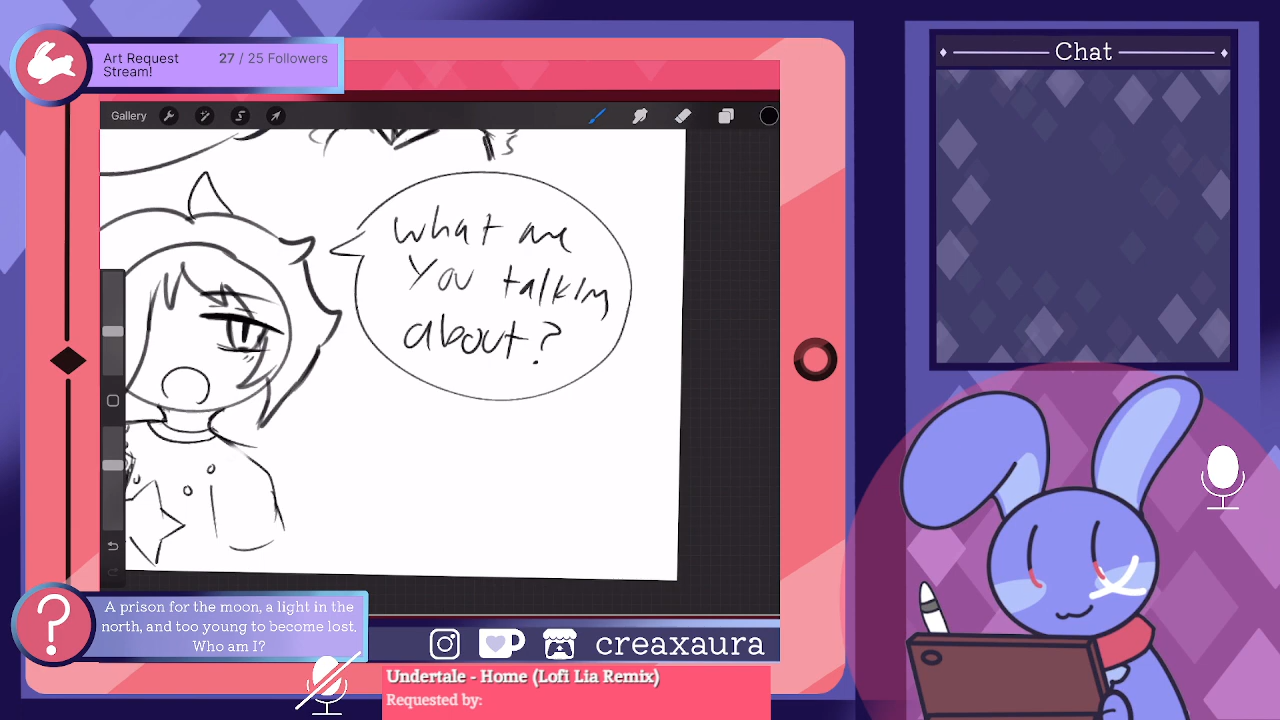 Art Request
Stream!
27 / 25 Followers
Chat
Gallery
What are
You talking
about?
A prison for the moon, a light in the
north, and too young to become lost.
Who am I?
creaxaura
Undertale - Home (Lofi Lia Remix)
Requested by: